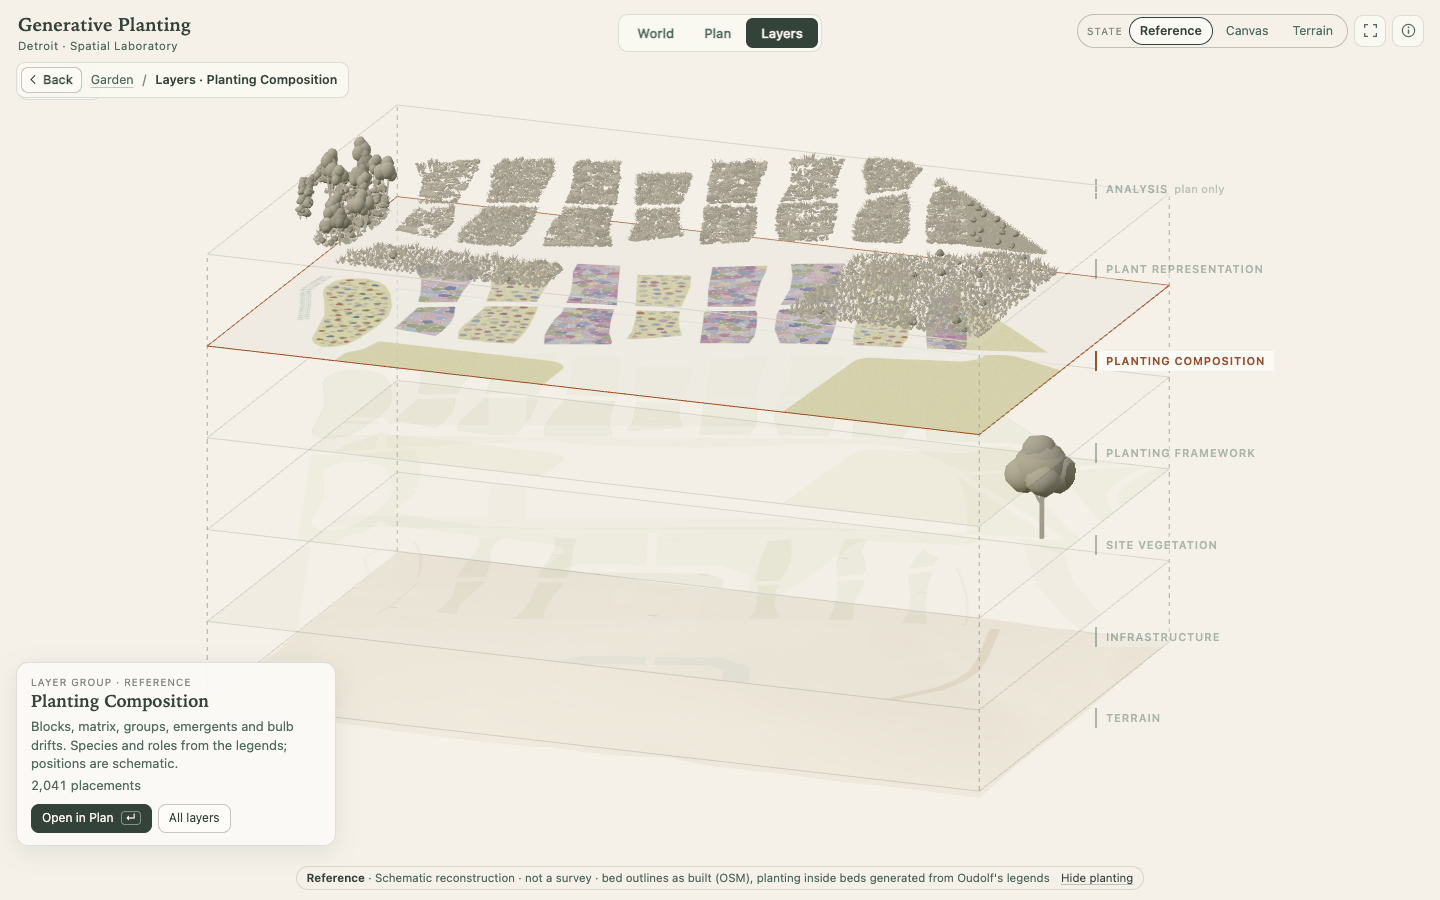 Generative Planting
Detroit · Spatial Laboratory
World
Plan
Layers
STATE
Reference
Canvas
Terrain
Back
Garden / Layers · Planting Composition
ANALYSIS plan only
PLANT REPRESENTATION
PLANTING COMPOSITION
PLANTING FRAMEWORK
SITE VEGETATION
INFRASTRUCTURE
TERRAIN
LAYER GROUP · REFERENCE
Planting Composition
Blocks, matrix, groups, emergents and bulb
drifts. Species and roles from the legends;
positions are schematic.
2,041 placements
Open in Plan ↵
All layers
Reference · Schematic reconstruction · not a survey · bed outlines as built (OSM), planting inside beds generated from Oudolf's legends Hide planting